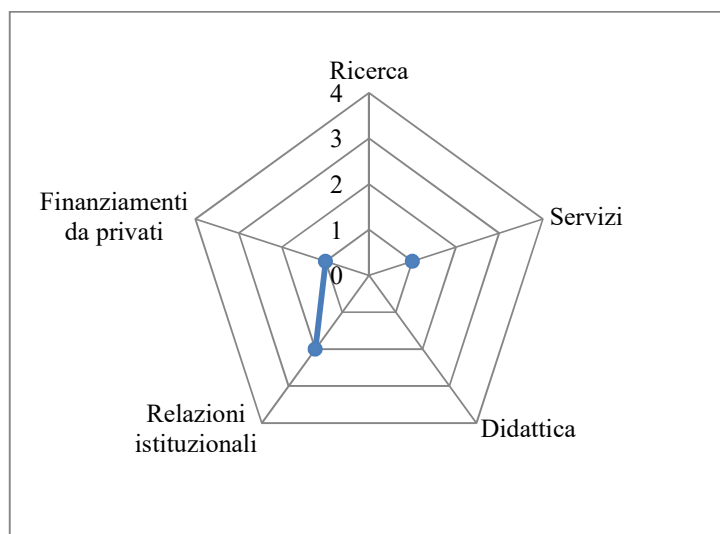 Ricerca
4
3
2
1
0
Servizi
Didattica
Relazioni
istituzionali
Finanziamenti
da privati